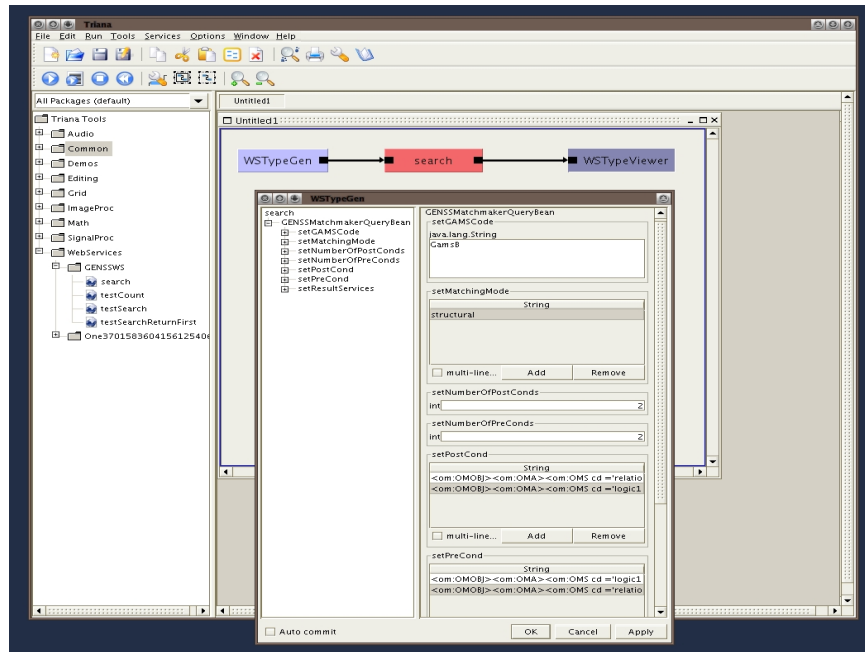 Triana
File Edit Run Tools Services Options Window Help
All Packages (default)
Untitled1
Triana Tools
Audio
Common
Demos
Editing
Grid
ImageProc
Math
SignalProc
WebServices
GENSSWS
search
testCount
testSearch
testSearchReturnFirst
Untitled1
WSTypeGen
search
WSTypeViewer
WSTypeGen
search
GENSSMatchmakerQueryBean
setGAMSCode
setMatchingMode
setNumberOfPostConds
setNumberOfPreConds
setPostCond
setPreCond
setResultServices
GENSSMatchmakerQueryBean
setGAMSCode
java.lang.String
GamsB
setMatchingMode
String
structural
multi-line... Add Remove
setNumberOfPostConds
int 2
setNumberOfPreConds
int 2
setPostCond
String
<om:OMOBJ><om:OMA><om:OMS cd ='relatio
<om:OMOBJ><om:OMA><om:OMS cd ='logic1
multi-line... Add Remove
setPreCond
String
<om:OMOBJ><om:OMA><om:OMS cd ='logic1
<om:OMOBJ><om:OMA><om:OMS cd ='relatio
Auto commit OK Cancel Apply